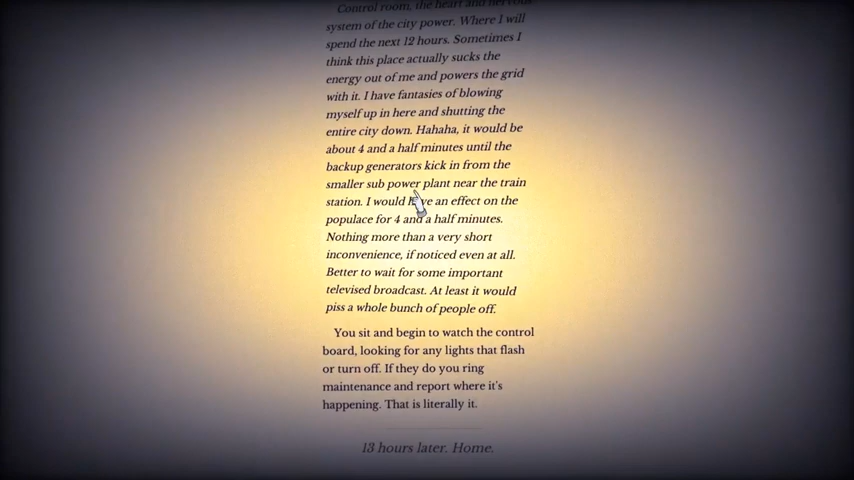 Control room, the heart and nervous
system of the city power. Where I will
spend the next 12 hours. Sometimes I
think this place actually sucks the
energy out of me and powers the grid
with it. I have fantasies of blowing
myself up in here and shutting the
entire city down. Hahaha, it would be
about 4 and a half minutes until the
backup generators kick in from the
smaller sub power plant near the train
station. I would have an effect on the
populace for 4 and a half minutes.
Nothing more than a very short
inconvenience, if noticed even at all.
Better to wait for some important
televised broadcast. At least it would
piss a whole bunch of people off.
You sit and begin to watch the control
board, looking for any lights that flash
or turn off. If they do you ring
maintenance and report where it's
happening. That is literally it.
13 hours later. Home.